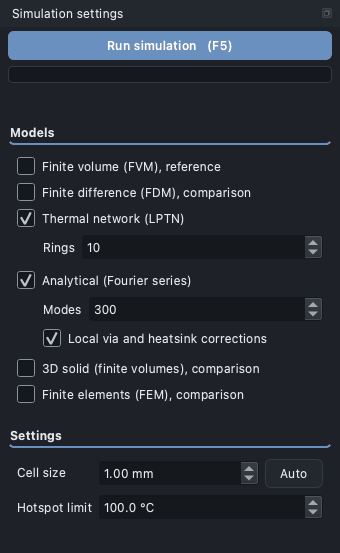 Simulation settings
Run simulation (F5)
Models
Finite volume (FVM), reference
Finite difference (FDM), comparison
Thermal network (LPTN)
Rings 10
Analytical (Fourier series)
Modes 300
Local via and heatsink corrections
3D solid (finite volumes), comparison
Finite elements (FEM), comparison
Settings
Cell size 1.00 mm Auto
Hotspot limit 100.0 °C